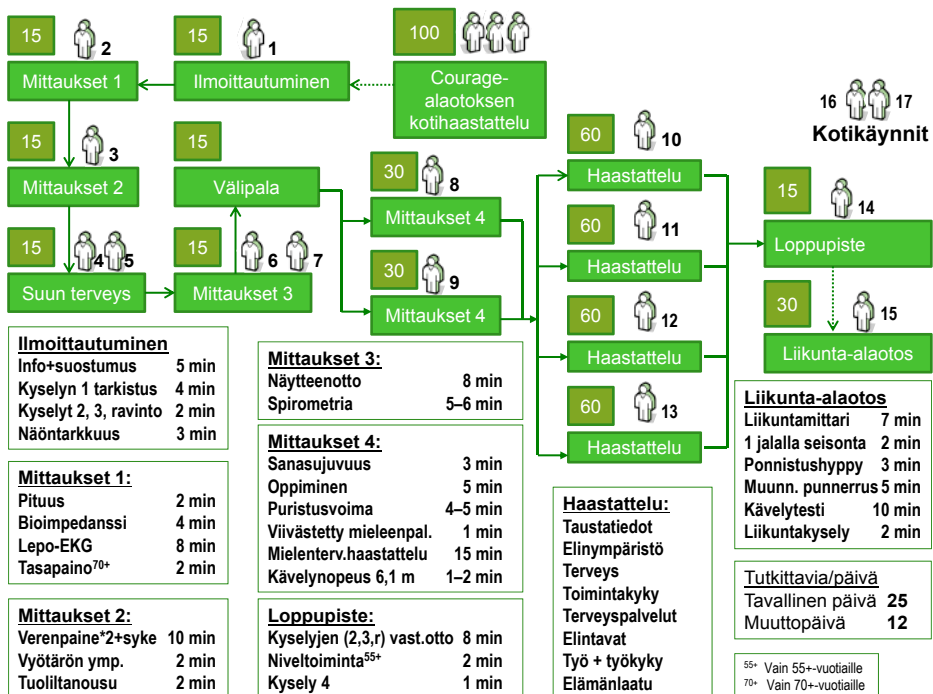 15
2
15
1
100
Mittaukset 1
Ilmoittautuminen
Courage-
alaotoksen
kotihaastattelu
16
17
Kotikäynnit
15
3
Mittaukset 2
15
Välipala
15
4
5
Suun terveys
15
6
7
Mittaukset 3
30
8
Mittaukset 4
30
9
Mittaukset 4
60
10
Haastattelu
60
11
Haastattelu
60
12
Haastattelu
60
13
Haastattelu
15
14
Loppupiste
30
15
Liikunta-alaotos
Ilmoittautuminen
Info+suostumus 5 min
Kyselyn 1 tarkistus 4 min
Kyselyt 2, 3, ravinto 2 min
Näöntarkkuus 3 min
Mittaukset 1:
Pituus 2 min
Bioimpedanssi 4 min
Lepo-EKG 8 min
Tasapaino70+ 2 min
Mittaukset 2:
Verenpaine*2+syke 10 min
Vyötärön ymp. 2 min
Tuoliltanousu 2 min
Mittaukset 3:
Näytteenotto 8 min
Spirometria 5–6 min
Mittaukset 4:
Sanasujuvuus 3 min
Oppiminen 5 min
Puristusvoima 4–5 min
Viivästetty mieleenpal. 1 min
Mielenterv.haastattelu 15 min
Kävelynopeus 6,1 m 1–2 min
Loppupiste:
Kyselyjen (2,3,r) vast.otto 8 min
Niveltoiminta55+ 2 min
Kysely 4 1 min
Haastattelu:
Taustatiedot
Elinympäristö
Terveys
Toimintakyky
Terveyspalvelut
Elintavat
Työ + työkyky
Elämänlaatu
Liikunta-alaotos
Liikuntamittari 7 min
1 jalalla seisonta 2 min
Ponnistushyppy 3 min
Muunn. punnerrus 5 min
Kävelytesti 10 min
Liikuntakysely 2 min
Tutkittavia/päivä
Tavallinen päivä 25
Muuttopäivä 12
55+ Vain 55+-vuotiaille
70+ Vain 70+-vuotiaille